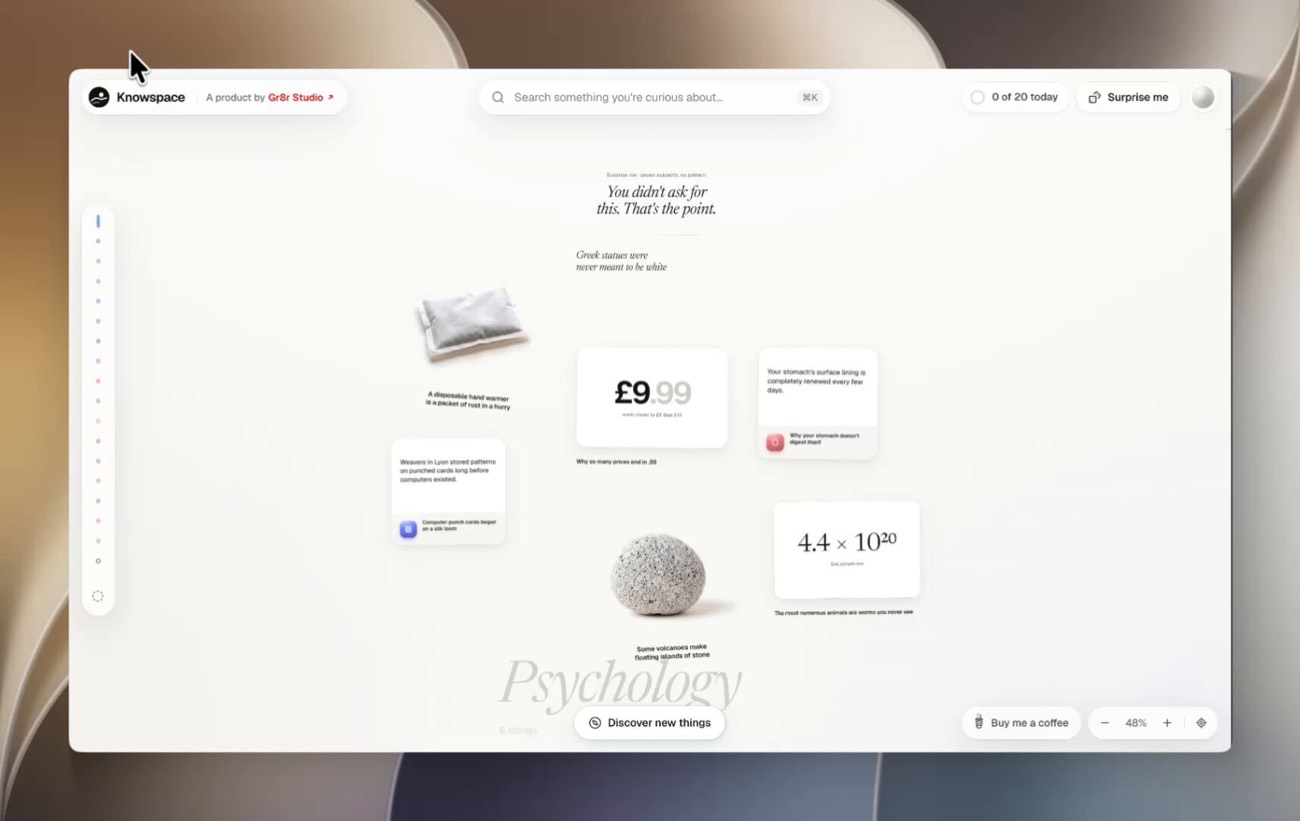 Knowspace
A product by Gr8r Studio ↗
Search something you're curious about...
⌘K
0 of 20 today
Surprise me
Surprise me · seven subjects, no pattern
You didn't ask for
this. That's the point.
Greek statues were
never meant to be white
A disposable hand warmer
is a packet of rust in a hurry
£9.99
Why so many prices end in .99
Your stomach's surface lining is
completely renewed every few
days.
Why your stomach doesn't
digest itself
Weavers in Lyon stored patterns
on punched cards long before
computers existed.
Computer punch cards began
on a silk loom
4.4 × 10²⁰
The most numerous animals are worms you never see
Some volcanoes make
floating islands of stone
Psychology
6 things
Discover new things
Buy me a coffee
− 48% +